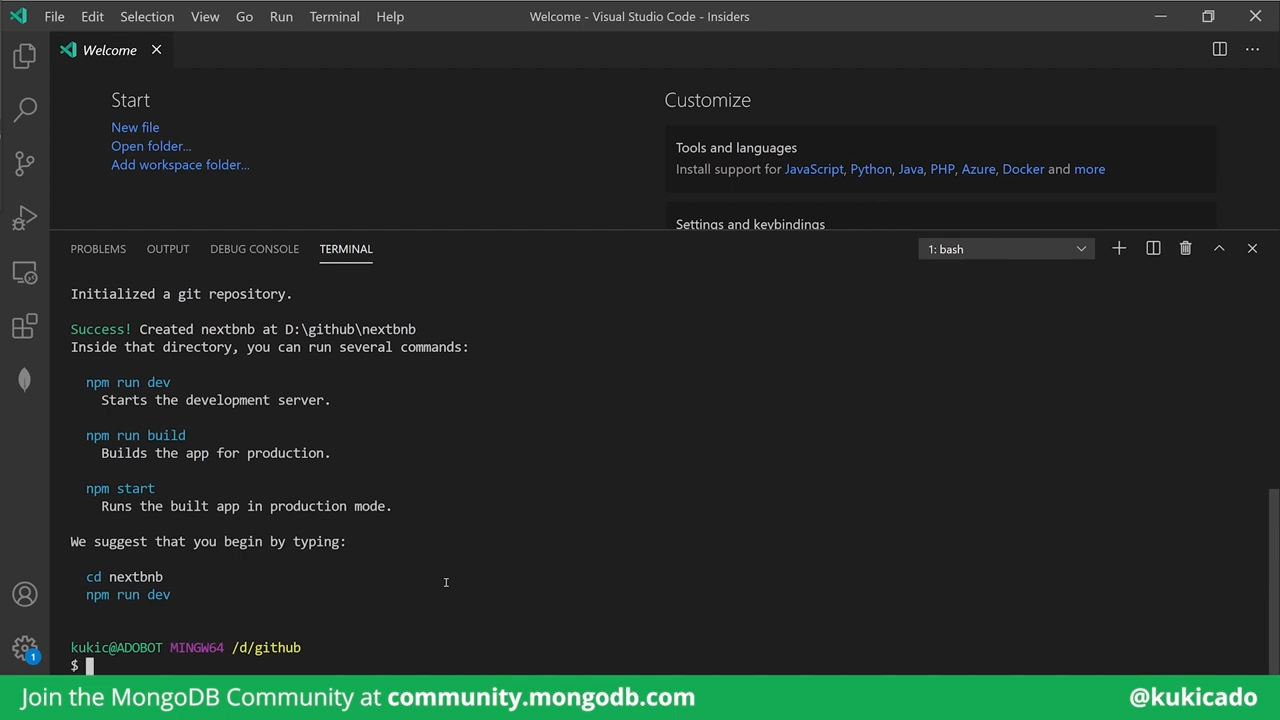 File Edit Selection View Go Run Terminal Help Welcome - Visual Studio Code - Insiders
Welcome
Start
New file
Open folder...
Add workspace folder...
Customize
Tools and languages
Install support for JavaScript, Python, Java, PHP, Azure, Docker and more
Settings and keybindings
PROBLEMS OUTPUT DEBUG CONSOLE TERMINAL 1: bash
Initialized a git repository.
Success! Created nextbnb at D:\github\nextbnb
Inside that directory, you can run several commands:
npm run dev
Starts the development server.
npm run build
Builds the app for production.
npm start
Runs the built app in production mode.
We suggest that you begin by typing:
cd nextbnb
npm run dev
kukic@ADOBOT MINGW64 /d/github
$
1
Join the MongoDB Community at community.mongodb.com @kukicado